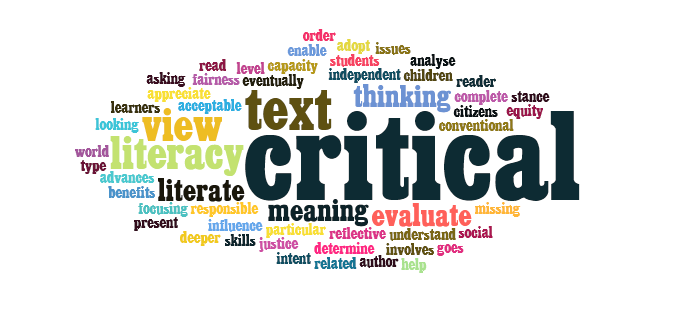 order
enable adopt issues
students analyse
read level capacity
independent children
asking fairness eventually reader
appreciate thinking complete stance
learners acceptable text citizens equity
looking view conventional
world literacy critical
type
advances
benefits literate
focusing responsible meaning evaluate missing
present influence particular
deeper skills reflective understand social
justice determine involves goes
intent related author help